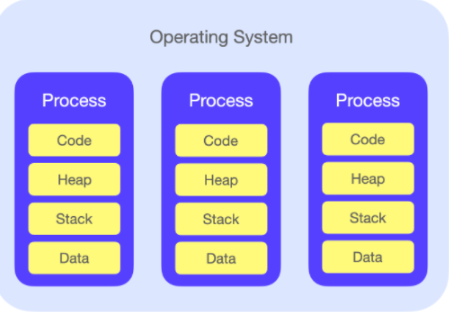 Operating System
Process
Code
Heap
Stack
Data
Process
Code
Heap
Stack
Data
Process
Code
Heap
Stack
Data